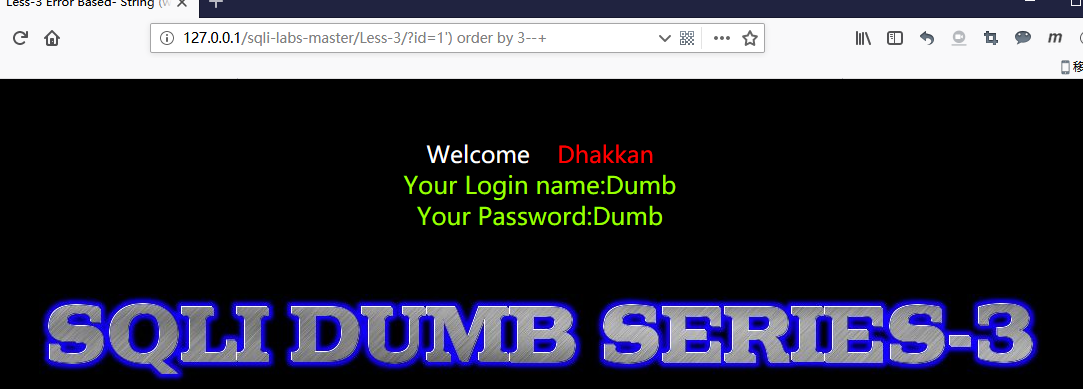 Less-3 Error Based- String (w
127.0.0.1/sqli-labs-master/Less-3/?id=1') order by 3--+
移
Welcome Dhakkan
Your Login name:Dumb
Your Password:Dumb
SQLI DUMB SERIES-3